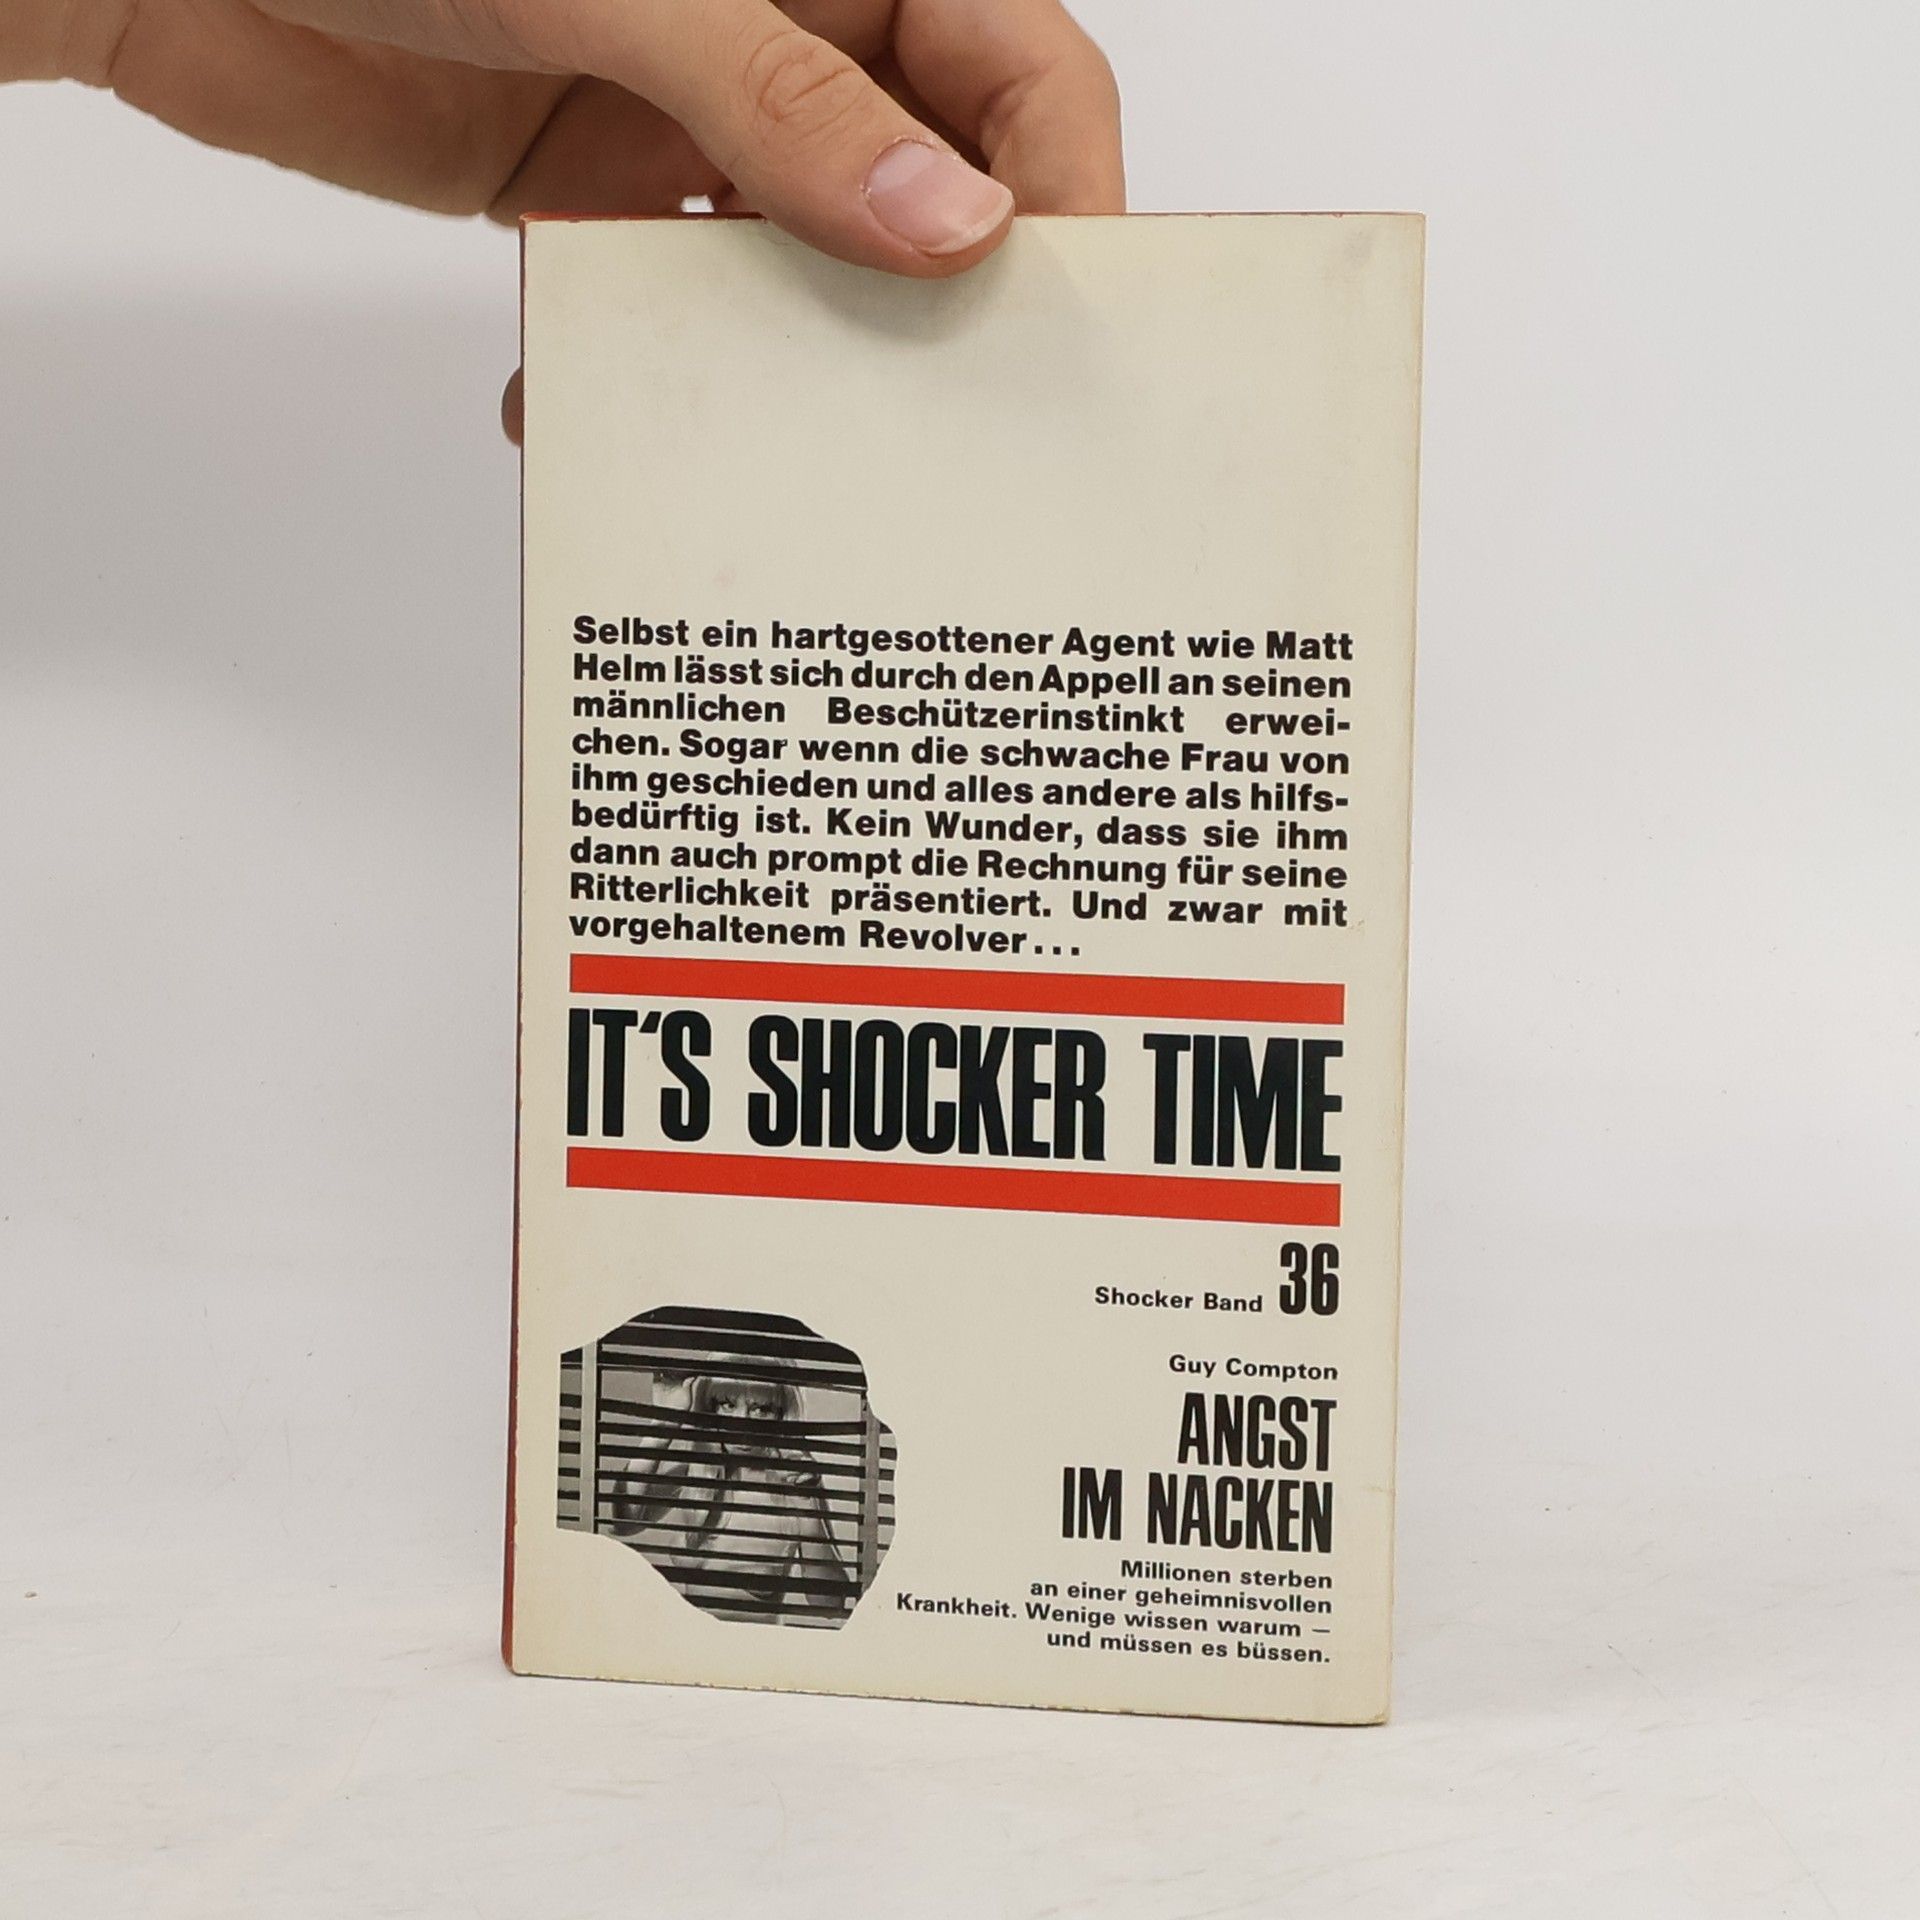 Selbst ein hartgesottener Agent wie Matt
Helm lässt sich durch den Appell an seinen
männlichen Beschützerinstinkt erwei-
chen. Sogar wenn die schwache Frau von
ihm geschieden und alles andere als hilfs-
bedürftig ist. Kein Wunder, dass sie ihm
dann auch prompt die Rechnung für seine
Ritterlichkeit präsentiert. Und zwar mit
vorgehaltenem Revolver...
IT'S SHOCKER TIME
Shocker Band 36
Guy Compton
ANGST
IM NACKEN
Millionen sterben
an einer geheimnisvollen
Krankheit. Wenige wissen warum —
und müssen es büssen.